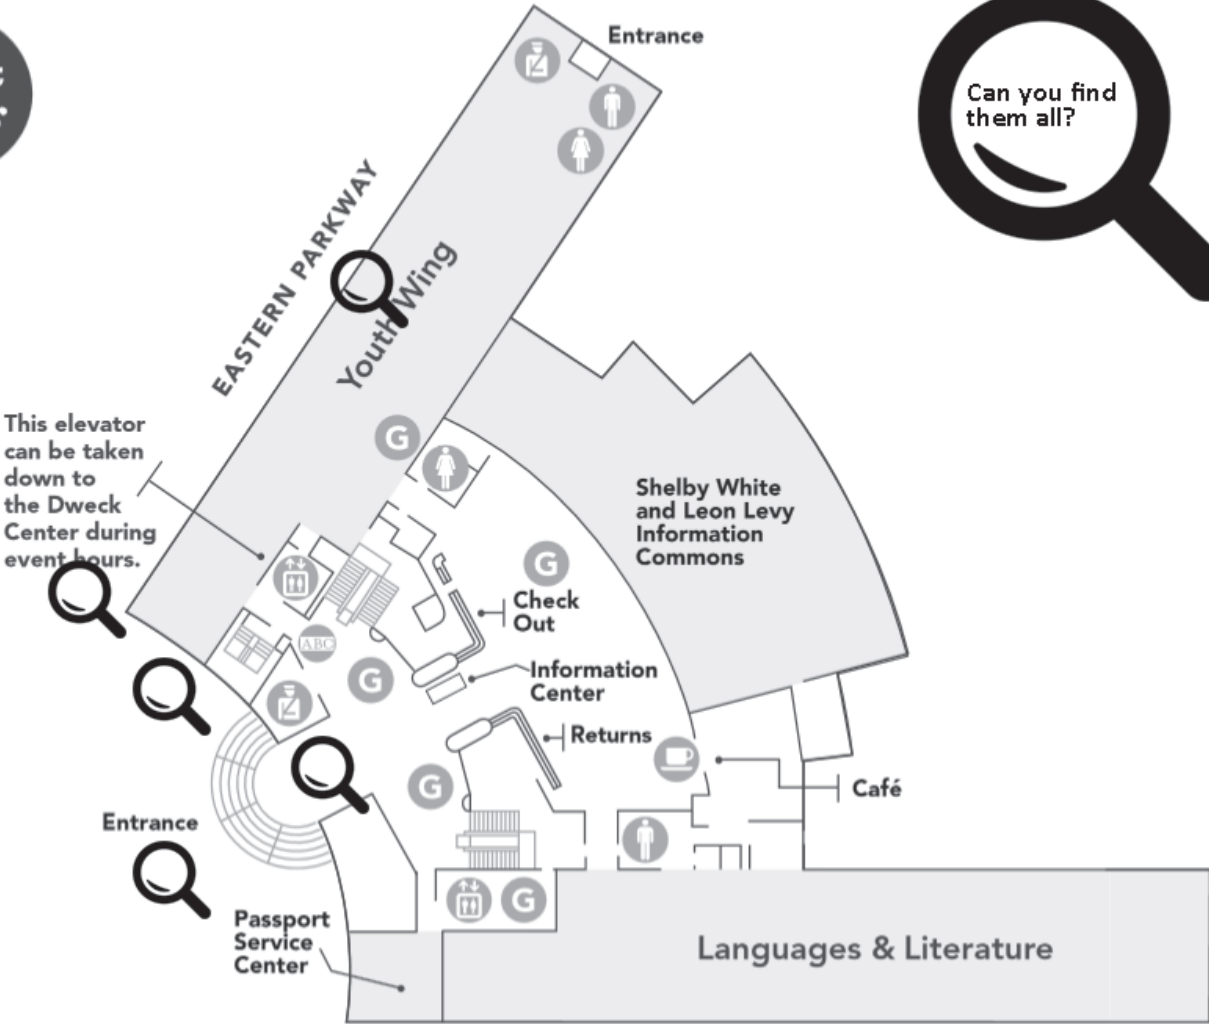 Entrance
Can you find
them all?
EASTERN PARKWAY
Youth Wing
G
This elevator
can be taken
down to
the Dweck
Center during
event hours.
Shelby White
and Leon Levy
Information
Commons
G
Check
Out
ABC
G
Information
Center
Returns
G
Café
Entrance
G
Passport
Service
Center
Languages & Literature